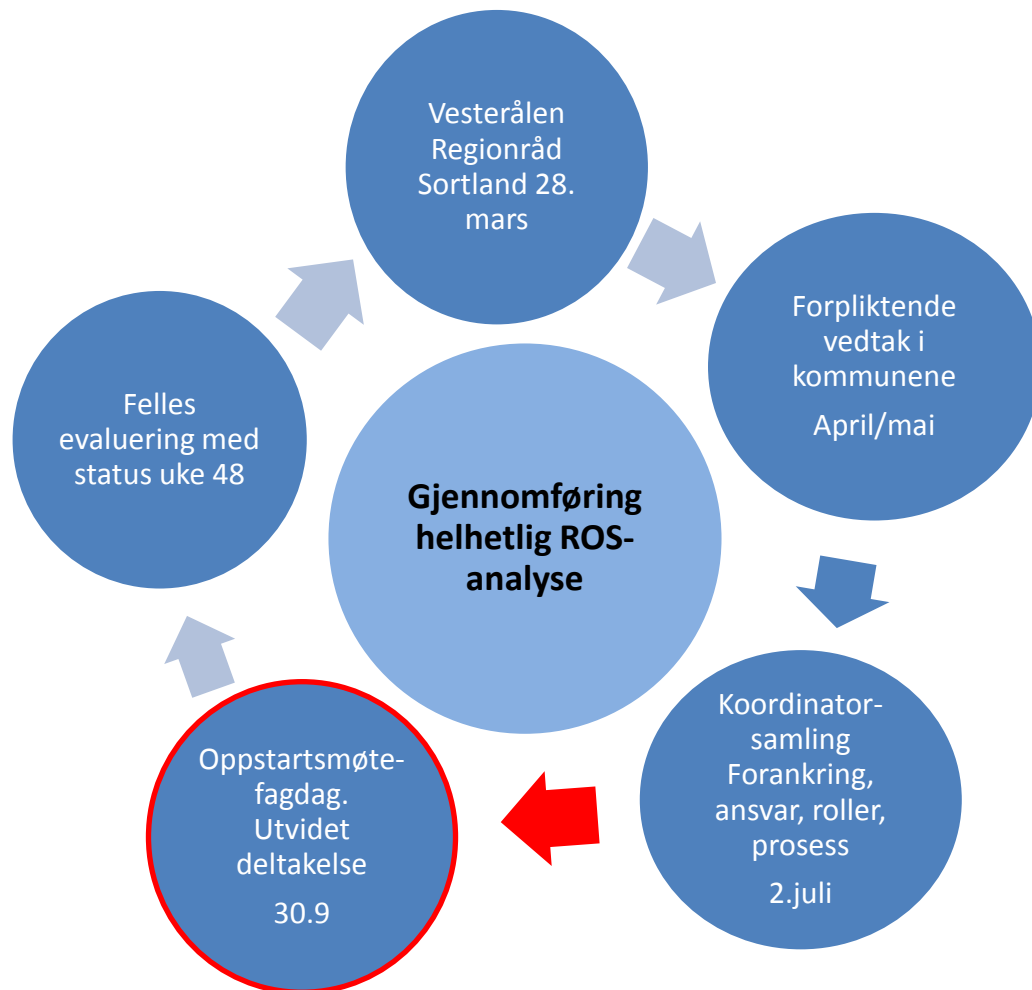 Vesterålen
Regionråd
Sortland 28.
mars
Forpliktende
vedtak i
kommunene
April/mai
Koordinator-
samling
Forankring,
ansvar, roller,
prosess
2.juli
Oppstartsmøte-
fagdag.
Utvidet
deltakelse
30.9
Felles
evaluering med
status uke 48
Gjennomføring
helhetlig ROS-
analyse